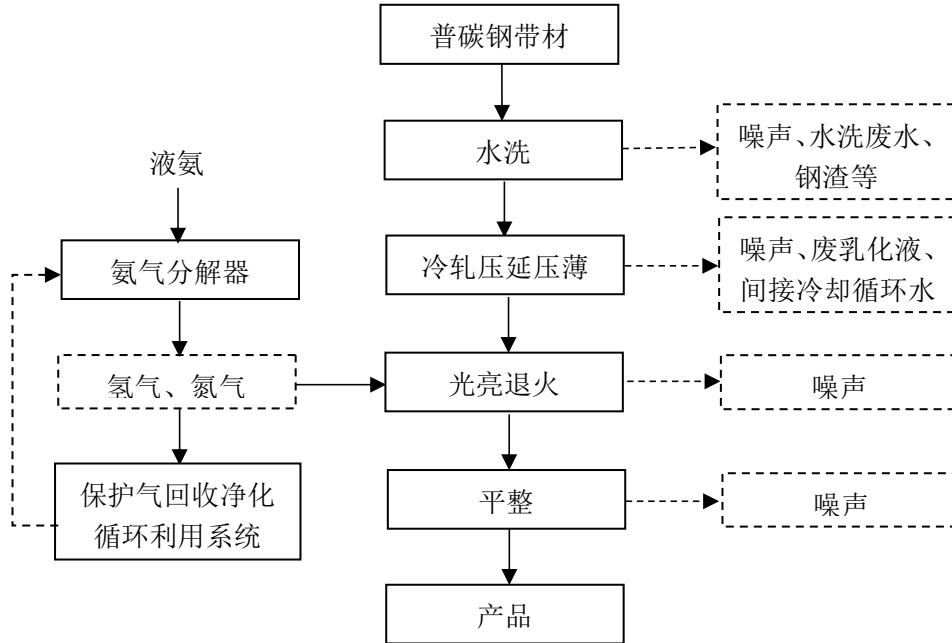 普碳钢带材
水洗
噪声、水洗废水、
钢渣等
液氨
氨气分解器
冷轧压延压薄
噪声、废乳化液、
间接冷却循环水
氢气、氮气
光亮退火
噪声
保护气回收净化
循环利用系统
平整
噪声
产品